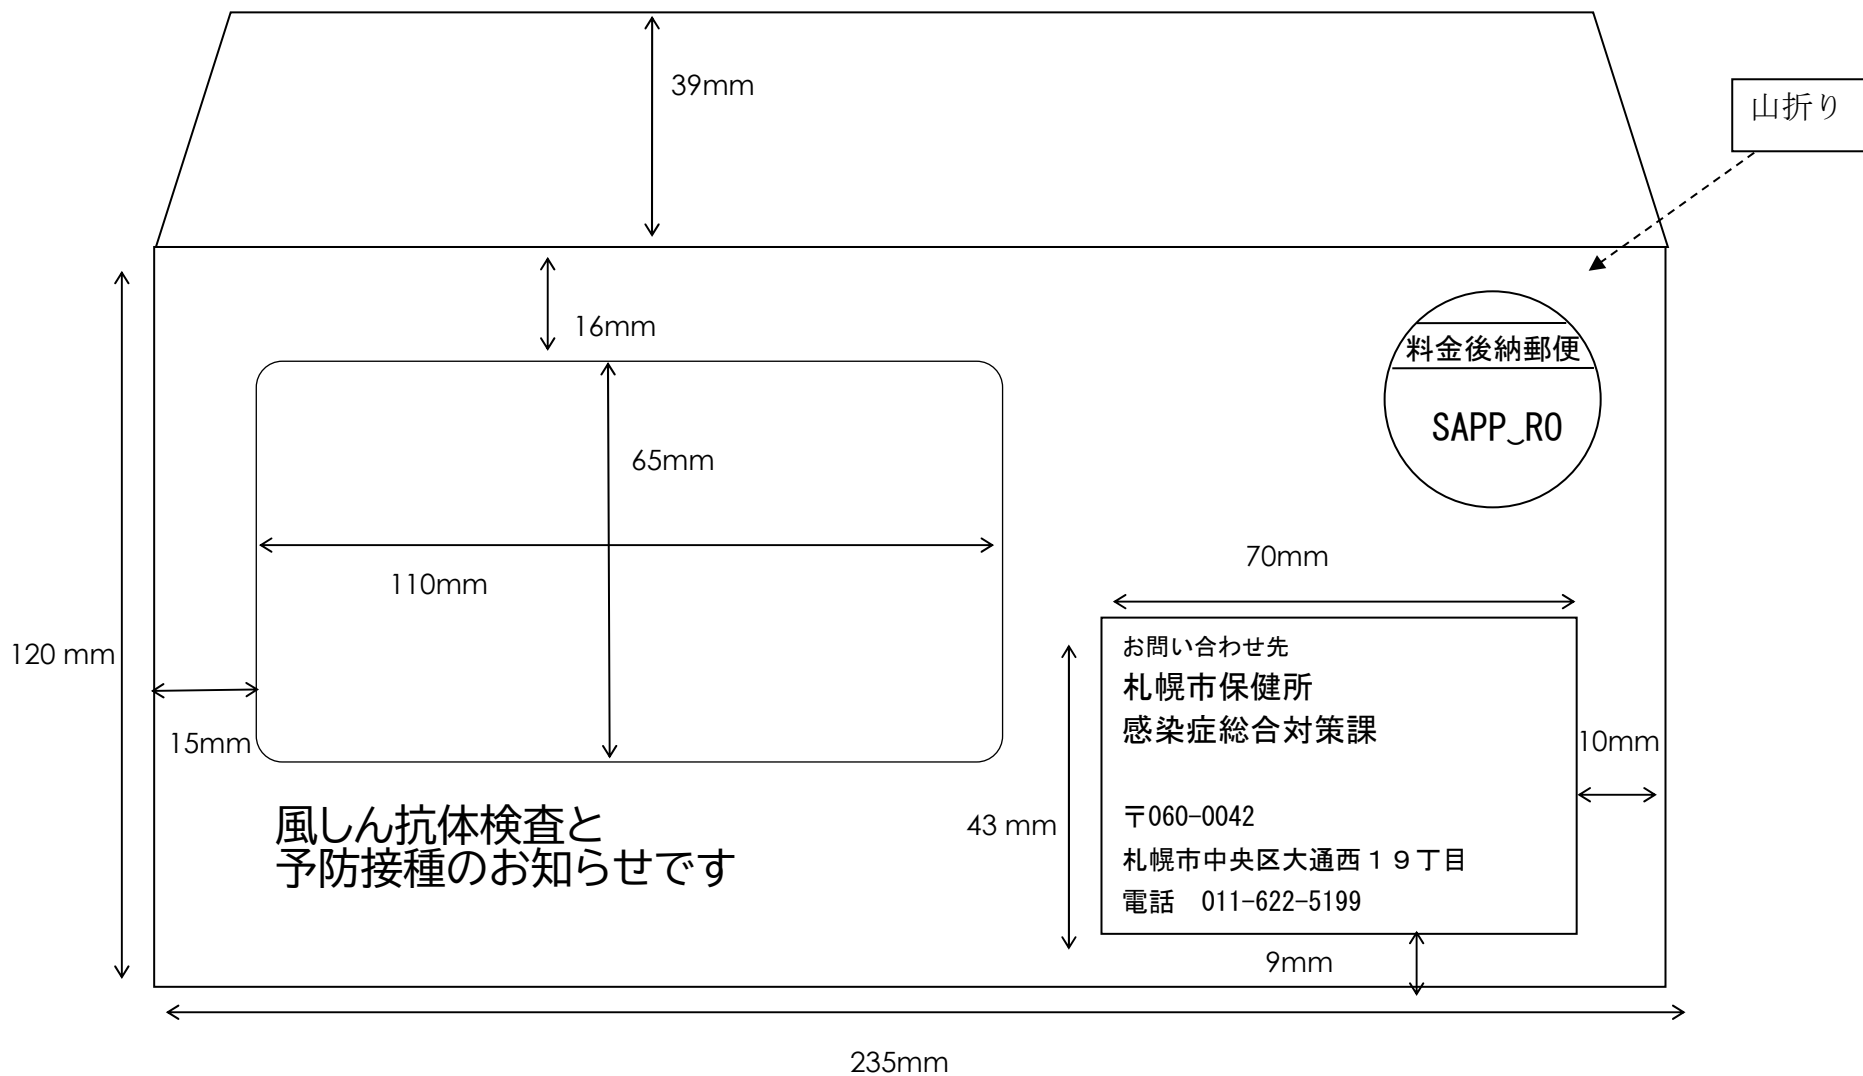 39mm
山折り
16mm
料金後納郵便
SAPP‿RO
65mm
110mm
70mm
120 mm
15mm
お問い合わせ先
札幌市保健所
感染症総合対策課
〒060-0042
札幌市中央区大通西１９丁目
電話　011-622-5199
10mm
43 mm
風しん抗体検査と
予防接種のお知らせです
9mm
235mm